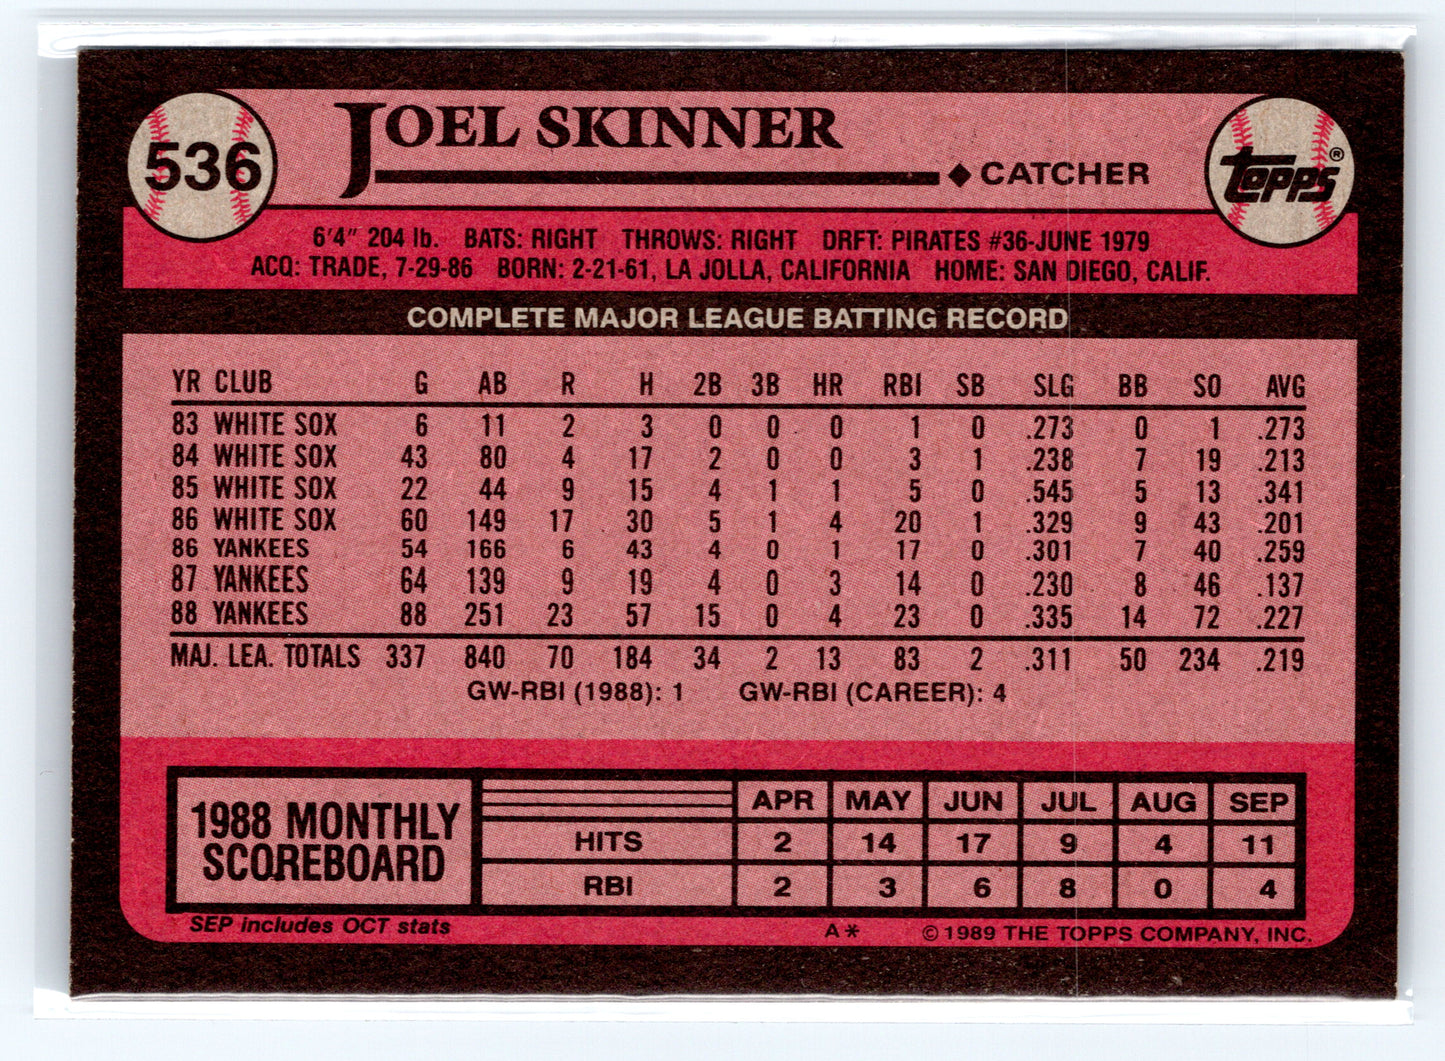 536
JOEL SKINNER
◆ CATCHER
TOPPS®
6'4" 204 lb. BATS: RIGHT THROWS: RIGHT DRFT: PIRATES #36-JUNE 1979
ACQ: TRADE, 7-29-86 BORN: 2-21-61, LA JOLLA, CALIFORNIA HOME: SAN DIEGO, CALIF.
COMPLETE MAJOR LEAGUE BATTING RECORD
YR CLUB G AB R H 2B 3B HR RBI SB SLG BB SO AVG
83 WHITE SOX 6 11 2 3 0 0 0 1 0 .273 0 1 .273
84 WHITE SOX 43 80 4 17 2 0 0 3 1 .238 7 19 .213
85 WHITE SOX 22 44 9 15 4 1 1 5 0 .545 5 13 .341
86 WHITE SOX 60 149 17 30 5 1 4 20 1 .329 9 43 .201
86 YANKEES 54 166 6 43 4 0 1 17 0 .301 7 40 .259
87 YANKEES 64 139 9 19 4 0 3 14 0 .230 8 46 .137
88 YANKEES 88 251 23 57 15 0 4 23 0 .335 14 72 .227
MAJ. LEA. TOTALS 337 840 70 184 34 2 13 83 2 .311 50 234 .219
GW-RBI (1988): 1 GW-RBI (CAREER): 4
1988 MONTHLY
SCOREBOARD
APR MAY JUN JUL AUG SEP
HITS 2 14 17 9 4 11
RBI 2 3 6 8 0 4
SEP includes OCT stats
A* ©1989 THE TOPPS COMPANY, INC.